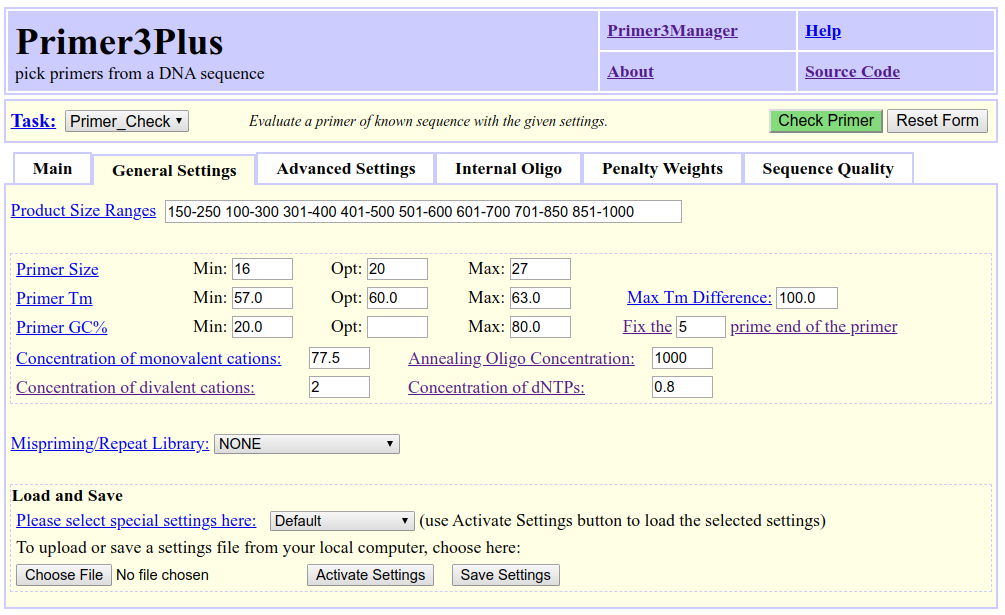 Primer3Plus
pick primers from a DNA sequence
Primer3Manager Help
About Source Code
Task: Primer_Check Evaluate a primer of known sequence with the given settings. Check Primer Reset Form
Main General Settings Advanced Settings Internal Oligo Penalty Weights Sequence Quality
Product Size Ranges 150-250 100-300 301-400 401-500 501-600 601-700 701-850 851-1000
Primer Size Min: 16 Opt: 20 Max: 27
Primer Tm Min: 57.0 Opt: 60.0 Max: 63.0 Max Tm Difference: 100.0
Primer GC% Min: 20.0 Opt: Max: 80.0 Fix the 5 prime end of the primer
Concentration of monovalent cations: 77.5 Annealing Oligo Concentration: 1000
Concentration of divalent cations: 2 Concentration of dNTPs: 0.8
Mispriming/Repeat Library: NONE
Load and Save
Please select special settings here: Default (use Activate Settings button to load the selected settings)
To upload or save a settings file from your local computer, choose here:
Choose File No file chosen Activate Settings Save Settings